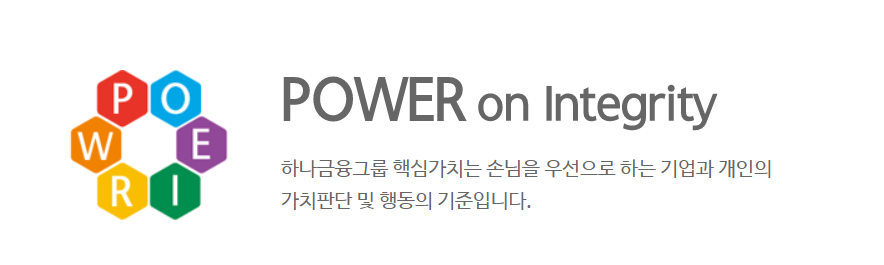 P O
W E
R I
POWER on Integrity
하나금융그룹 핵심가치는 손님을 우선으로 하는 기업과 개인의
가치판단 및 행동의 기준입니다.